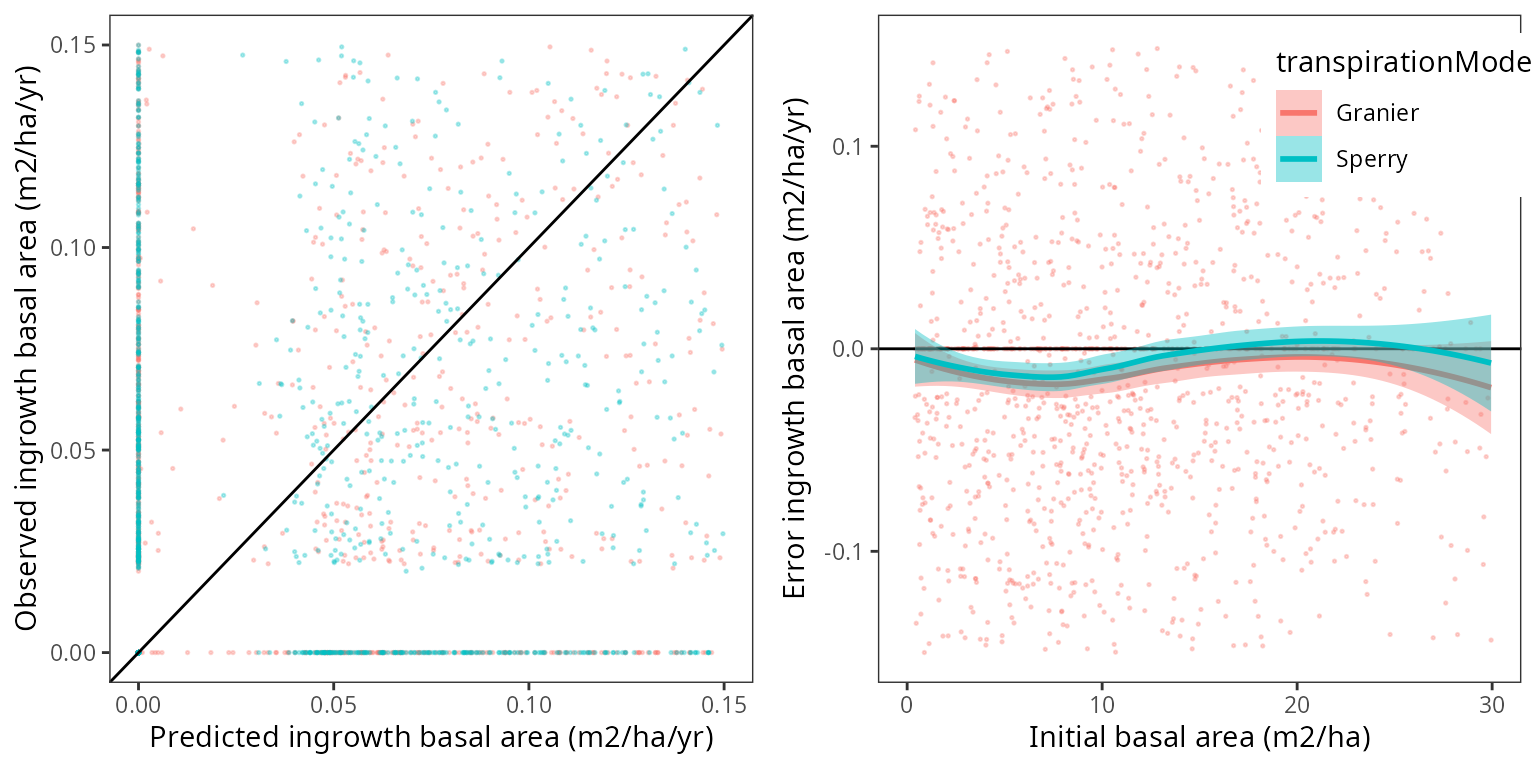 Observed ingrowth basal area (m2/ha/yr)
0.15
0.10
0.05
0.00
0.00 0.05 0.10 0.15
Predicted ingrowth basal area (m2/ha/yr)
Error ingrowth basal area (m2/ha/yr)
0.1
0.0
-0.1
0 10 20 30
Initial basal area (m2/ha)
transpirationMode
Granier
Sperry